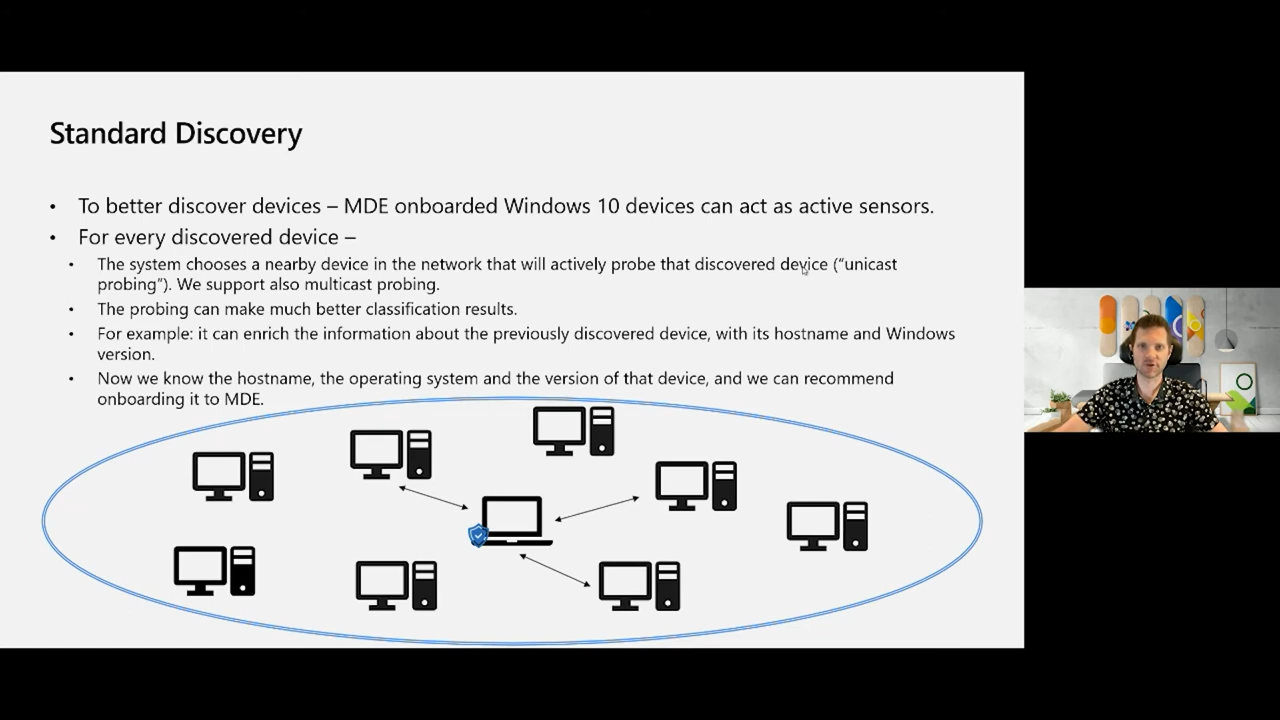 Standard Discovery
• To better discover devices – MDE onboarded Windows 10 devices can act as active sensors.
• For every discovered device –
• The system chooses a nearby device in the network that will actively probe that discovered device (“unicast
probing”). We support also multicast probing.
• The probing can make much better classification results.
• For example: it can enrich the information about the previously discovered device, with its hostname and Windows
version.
• Now we know the hostname, the operating system and the version of that device, and we can recommend
onboarding it to MDE.